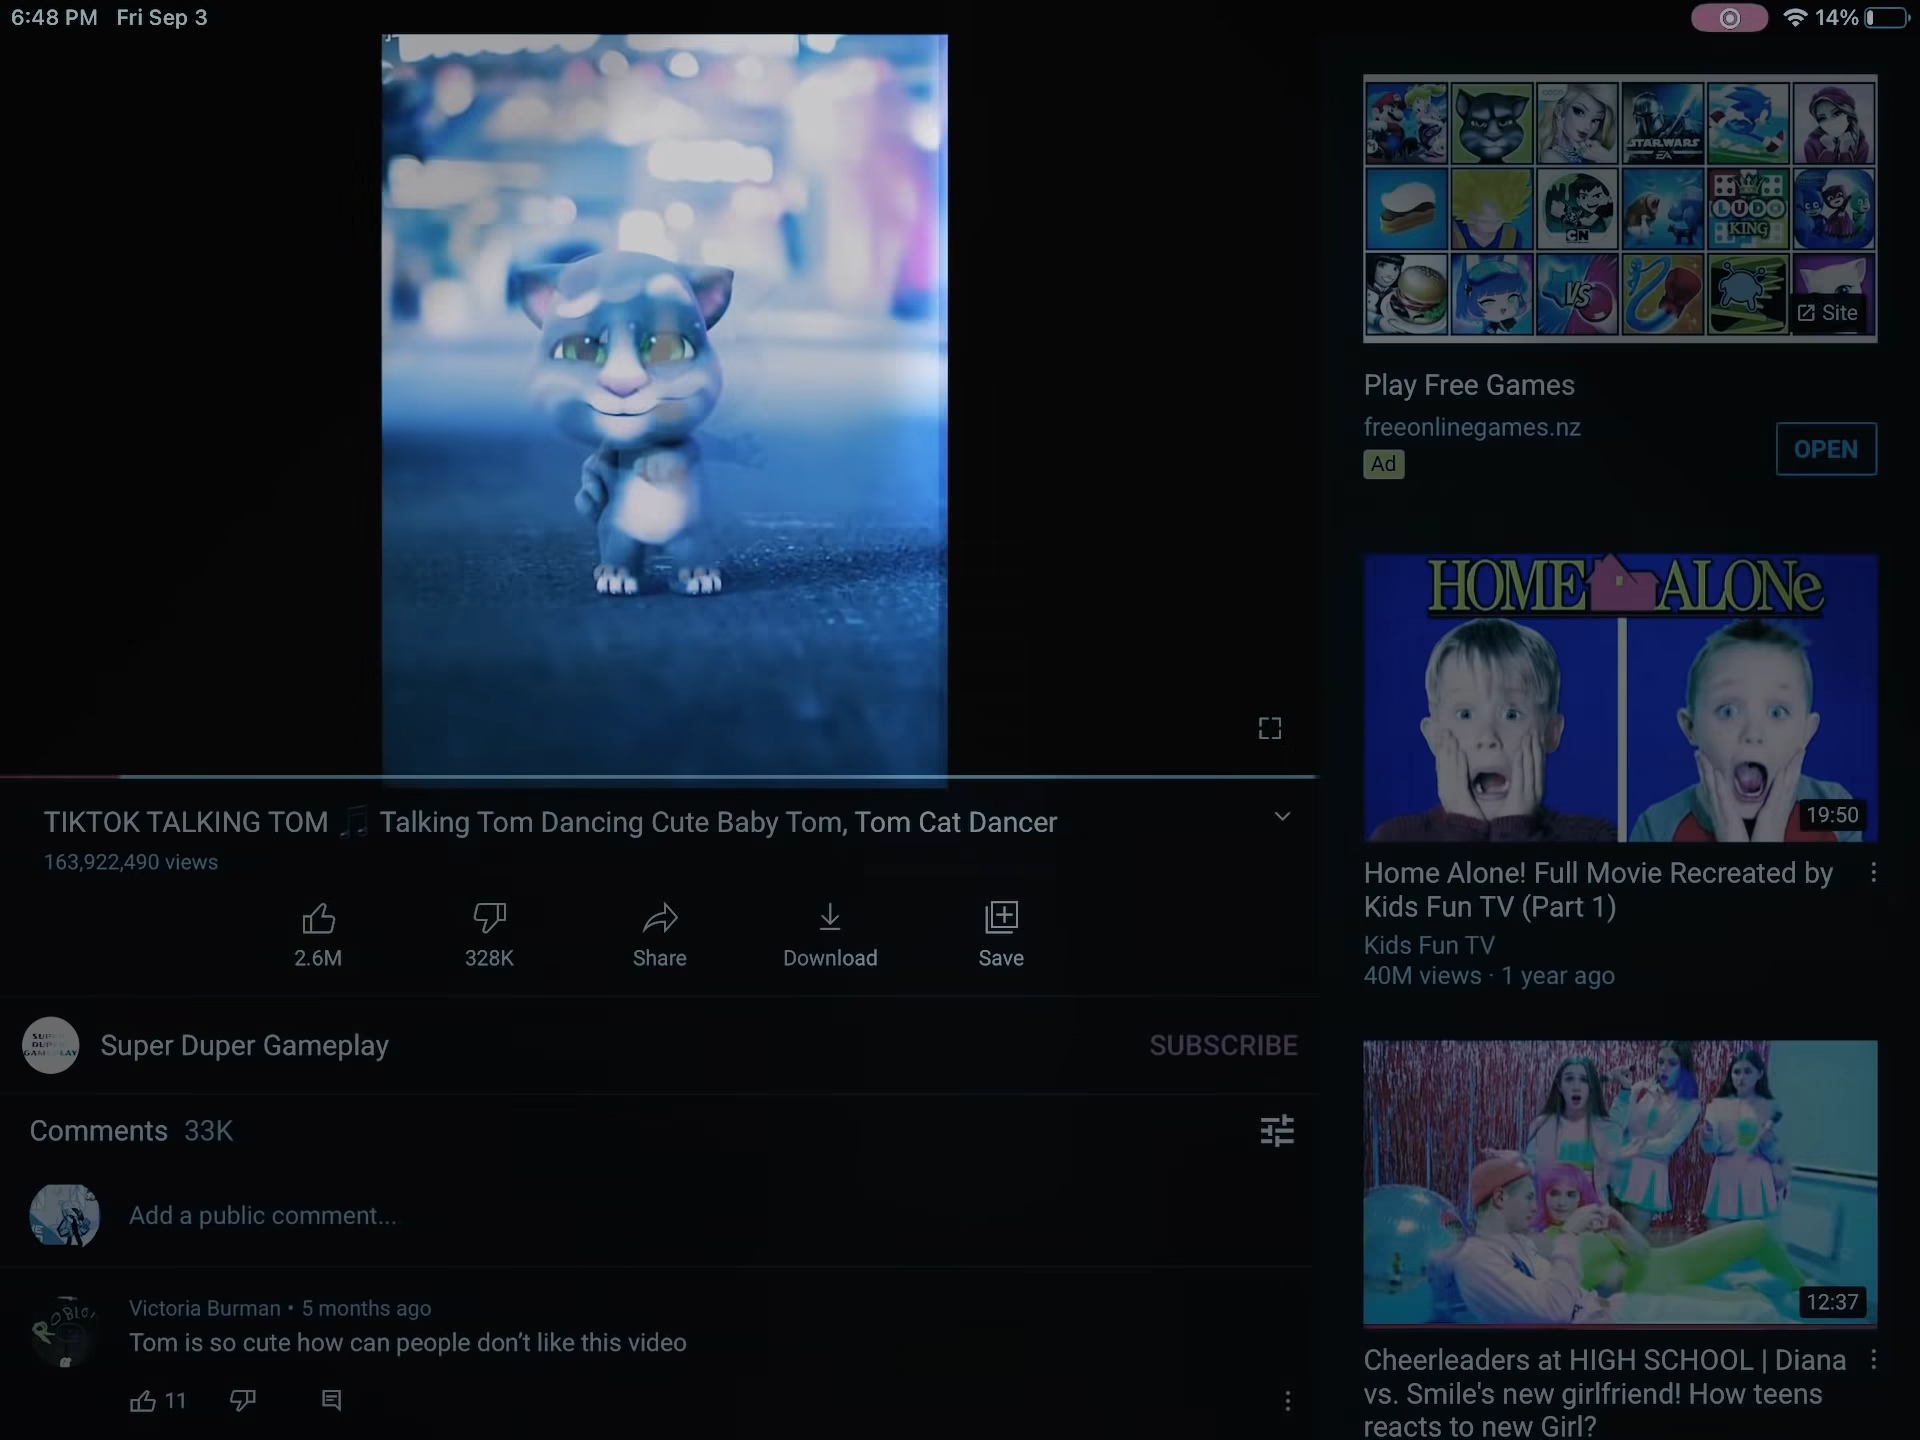 6:48 PM Fri Sep 3
14%
STAR WARS
EA
CN
LUDO
KING
VS
Site
Play Free Games
freeonlinegames.nz
Ad
OPEN
HOME ALONe
19:50
Home Alone! Full Movie Recreated by
Kids Fun TV (Part 1)
Kids Fun TV
40M views · 1 year ago
12:37
Cheerleaders at HIGH SCHOOL | Diana
vs. Smile's new girlfriend! How teens
reacts to new Girl?
TIKTOK TALKING TOM 🎵 Talking Tom Dancing Cute Baby Tom, Tom Cat Dancer
163,922,490 views
2.6M
328K
Share
Download
Save
SUPER
DUPER
GAMEPLAY
Super Duper Gameplay
SUBSCRIBE
Comments 33K
Add a public comment...
Victoria Burman • 5 months ago
Tom is so cute how can people don't like this video
11